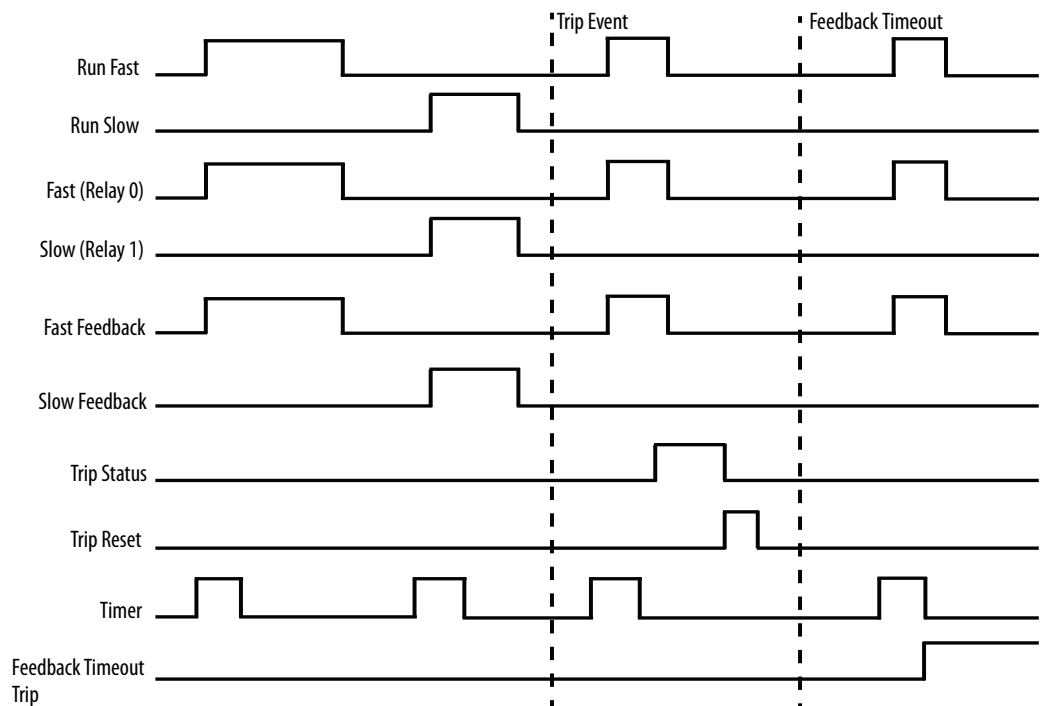 Trip Event
Feedback Timeout
Run Fast
Run Slow
Fast (Relay 0)
Slow (Relay 1)
Fast Feedback
Slow Feedback
Trip Status
Trip Reset
Timer
Feedback Timeout
Trip